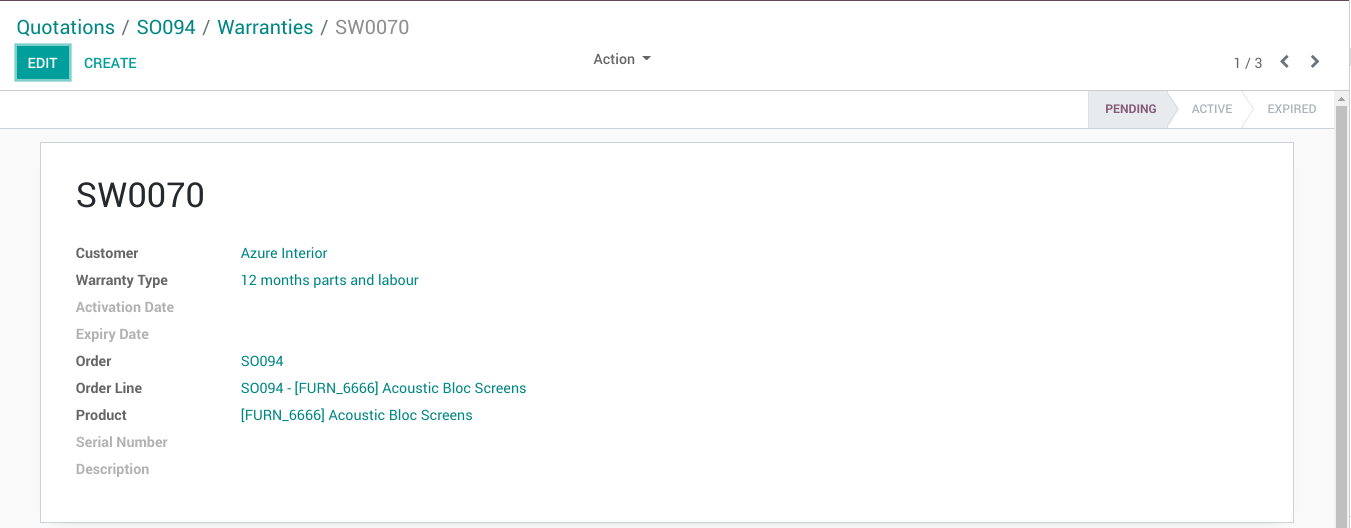 Quotations / SO094 / Warranties / SW0070
EDIT CREATE Action 1 / 3
PENDING ACTIVE EXPIRED
SW0070
Customer Azure Interior
Warranty Type 12 months parts and labour
Activation Date
Expiry Date
Order SO094
Order Line SO094 - [FURN_6666] Acoustic Bloc Screens
Product [FURN_6666] Acoustic Bloc Screens
Serial Number
Description